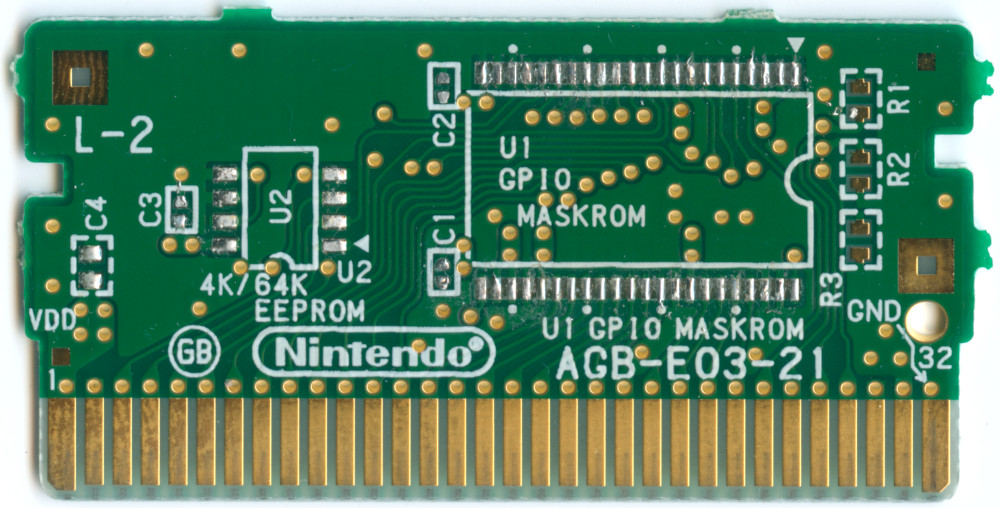 L-2
C2
R1
U1
GPIO
MASKROM
R2
C3
U2
C4
C1
U2
R3
4K/64K
EEPROM
VDD
GND
U1 GPIO MASKROM
GB
Nintendo®
AGB-E03-21
1
32